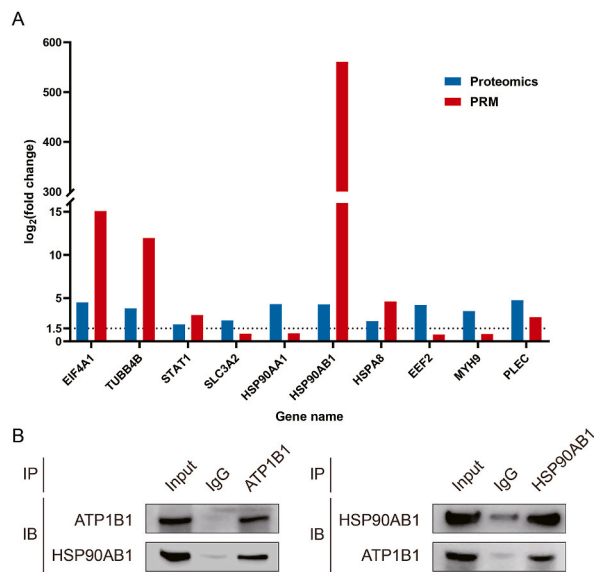 A
600
500
400
300
15
10
5
1.5
0
log2(fold change)
Proteomics
PRM
EIF4A1
TUBB4B
STAT1
SLC3A2
HSP90AA1
HSP90AB1
HSPA8
EEF2
MYH9
PLEC
Gene name
B
IP
Input IgG ATP1B1
IB
ATP1B1
HSP90AB1
IP
Input IgG HSP90AB1
IB
HSP90AB1
ATP1B1